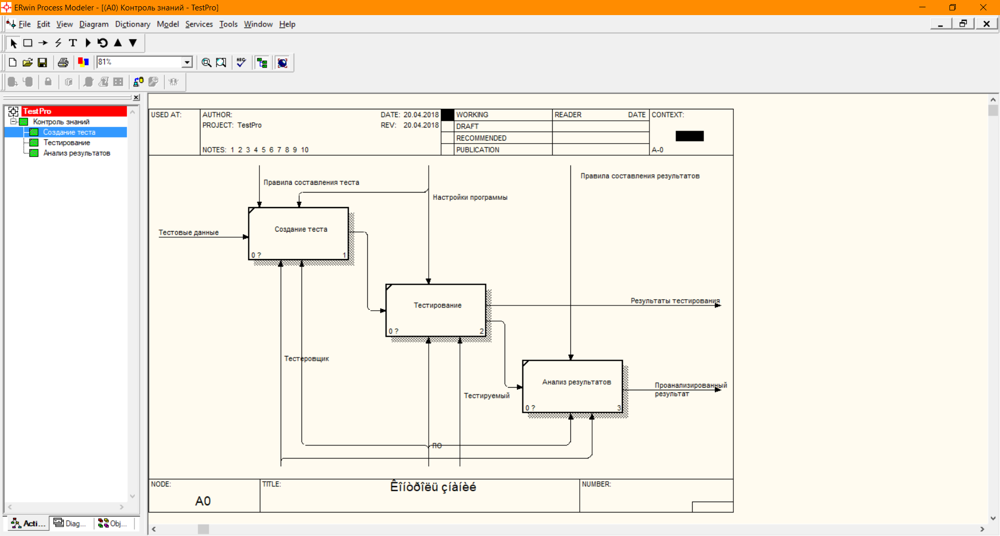 ERwin Process Modeler - [(A0) Контроль знаний - TestPro]
File Edit View Diagram Dictionary Model Services Tools Window Help
T
81%
ABC
TestPro
Контроль знаний
Создание теста
Тестирование
Анализ результатов
Acti...
Diag...
Obj...
USED AT:
AUTHOR:
DATE: 20.04.2018
PROJECT: TestPro
REV: 20.04.2018
NOTES: 1 2 3 4 5 6 7 8 9 10
WORKING
DRAFT
RECOMMENDED
PUBLICATION
READER
DATE
CONTEXT:
A-0
Правила составления теста
Настройки программы
Правила составления результатов
Тестовые данные
Создание теста
0 ?
1
Тестирование
0 ?
2
Результаты тестирования
Тестеровщик
Тестируемый
Анализ результатов
0 ?
3
Проанализированный
результат
ПО
NODE:
A0
TITLE:
Êîíòðîëü çíàíèé
NUMBER: